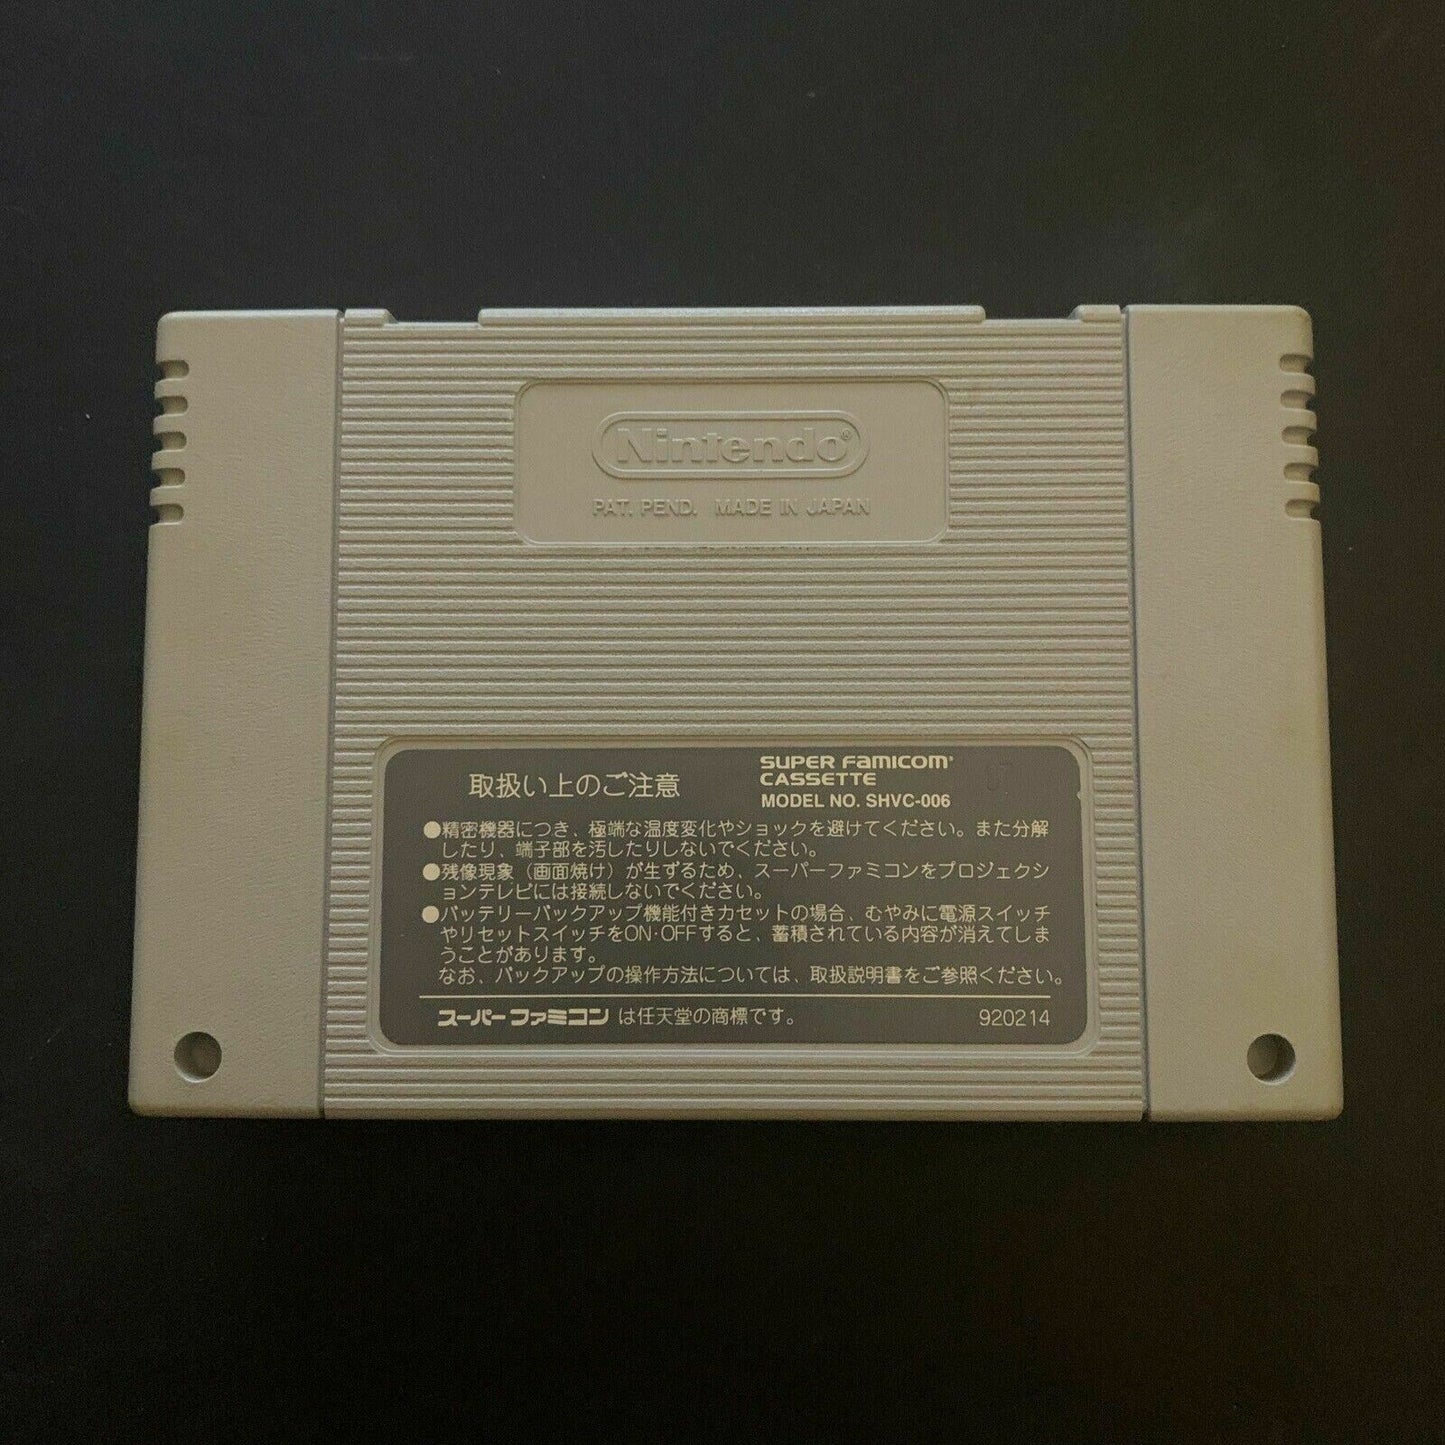 Nintendo®
PAT. PEND. MADE IN JAPAN
取扱い上のご注意
SUPER FAMICOM®
CASSETTE
MODEL NO. SHVC-006
●精密機器につき、極端な温度変化やショックを避けてください。また分解
したり、端子部を汚したりしないでください。
●残像現象（画面焼け）が生ずるため、スーパーファミコンをプロジェクシ
ョンテレビには接続しないでください。
●バッテリーバックアップ機能付きカセットの場合、むやみに電源スイッチ
やリセットスイッチをON·OFFすると、蓄積されている内容が消えてしま
うことがあります。
なお、バックアップの操作方法については、取扱説明書をご参照ください。
スーパーファミコン は任天堂の商標です。
920214